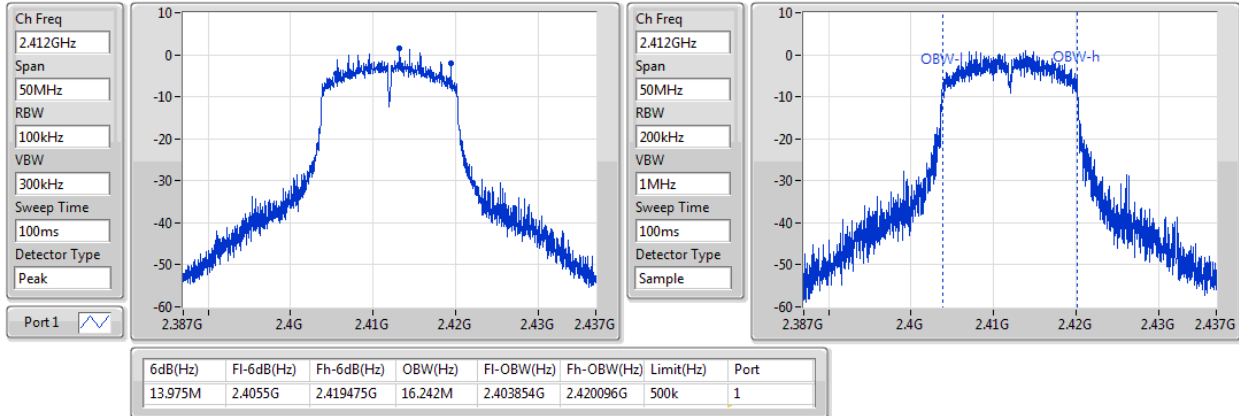 Ch Freq
2.412GHz
Span
50MHz
RBW
100kHz
VBW
300kHz
Sweep Time
100ms
Detector Type
Peak
Port 1
10
0
-10
-20
-30
-40
-50
-60
2.387G 2.4G 2.41G 2.42G 2.43G 2.437G
Ch Freq
2.412GHz
Span
50MHz
RBW
200kHz
VBW
1MHz
Sweep Time
100ms
Detector Type
Sample
10
0
-10
-20
-30
-40
-50
-60
OBW-l OBW-h
2.387G 2.4G 2.41G 2.42G 2.43G 2.437G
6dB(Hz) Fl-6dB(Hz) Fh-6dB(Hz) OBW(Hz) Fl-OBW(Hz) Fh-OBW(Hz) Limit(Hz) Port
13.975M 2.4055G 2.419475G 16.242M 2.403854G 2.420096G 500k 1